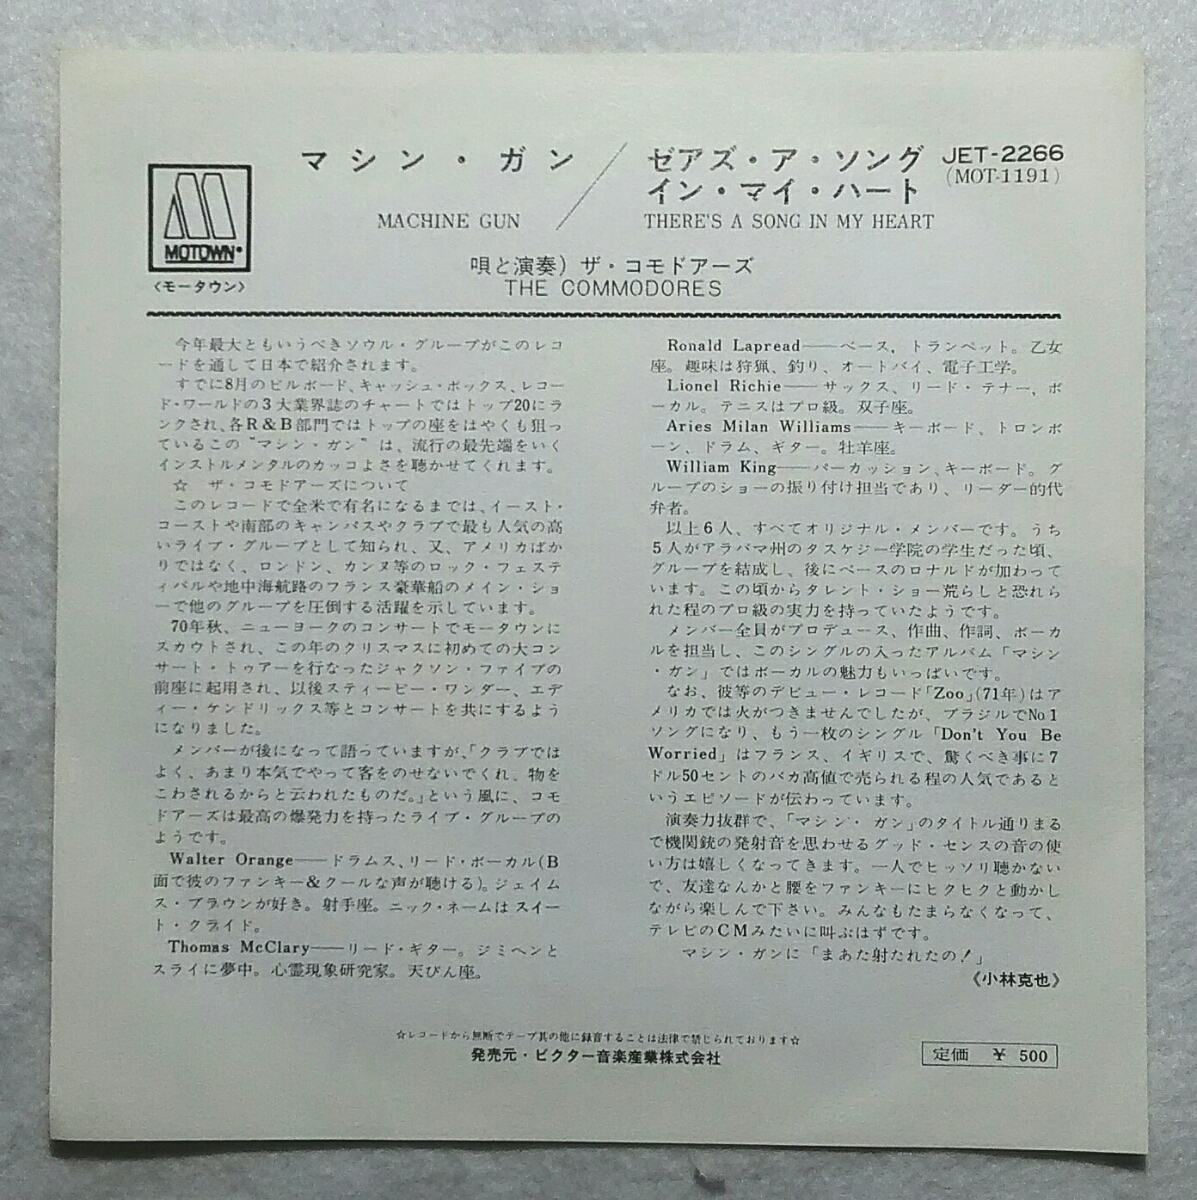 マシン・ガン / ゼアズ・ア・ソング JET-2266
イン・マイ・ハート (MOT-1191)
MACHINE GUN THERE'S A SONG IN MY HEART
MOTOWN
〈モータウン〉
唄と演奏) ザ・コモドアーズ
THE COMMODORES
今年最大ともいうべきソウル・グループがこのレコ
ードを通して日本で紹介されます。
すでに8月のビルボード、キャッシュ・ボックス、レコー
ド・ワールドの3大業界誌のチャートではトップ20にラ
ンクされ、各R&B部門ではトップの座をはやくも狙っ
ているこの"マシン・ガン"は、流行の最先端をいく
インストルメンタルのカッコよさを聴かせてくれます。
☆ ザ・コモドアーズについて
このレコードで全米で有名になるまでは、イースト・
コーストや南部のキャンパスやクラブで最も人気の高
いライブ・グループとして知られ、又、アメリカばか
りではなく、ロンドン、カンヌ等のロック・フェステ
ィバルや地中海航路のフランス豪華船のメイン・ショ
ーで他のグループを圧倒する活躍を示しています。
70年秋、ニューヨークのコンサートでモータウンに
スカウトされ、この年のクリスマスに初めての大コン
サート・トゥアーを行なったジャクソン・ファイブの
前座に起用され、以後スティービー・ワンダー、エデ
ィー・ケンドリックス等とコンサートを共にするよう
になりました。
メンバーが後になって語っていますが、「クラブでは
よく、あまり本気でやって客をのせないでくれ、物を
こわされるからと云われたものだ。」という風に、コモ
ドアーズは最高の爆発力を持ったライブ・グループの
ようです。
Walter Orange──ドラムス、リード・ボーカル(B
面で彼のファンキー&クールな声が聴ける)。ジェイム
ス・ブラウンが好き。射手座。ニック・ネームはスイー
ト・クライド。
Thomas McClary──リード・ギター。ジミヘンと
スライに夢中。心霊現象研究家。天びん座。
Ronald Lapread──ベース，トランペット。乙女
座。趣味は狩猟、釣り、オートバイ、電子工学。
Lionel Richie──サックス、リード・テナー、ボ
ーカル。テニスはプロ級。双子座。
Aries Milan Williams──キーボード、トロンボ
ーン、ドラム、ギター。牡羊座。
William King──パーカッション、キーボード。グ
ループのショーの振り付け担当であり、リーダー的代
弁者。
以上6人、すべてオリジナル・メンバーです。うち
5人がアラバマ州のタスケジー学院の学生だった頃、
グループを結成し、後にベースのロナルドが加わって
います。この頃からタレント・ショー荒らしと恐れら
れた程のプロ級の実力を持っていたようです。
メンバー全員がプロデュース、作曲、作詞、ボーカ
ルを担当し、このシングルの入ったアルバム「マシン
・ガン」ではボーカルの魅力もいっぱいです。
なお、彼等のデビュー・レコード「Zoo」(71年)はア
メリカでは火がつきませんでしたが、ブラジルでNo.1
ソングになり、もう一枚のシングル「Don't You Be
Worried」はフランス、イギリスで、驚くべき事に7
ドル50セントのバカ高値で売られる程の人気であると
いうエピソードが伝わっています。
演奏力抜群で、「マシン・ガン」のタイトル通りまる
で機関銃の発射音を思わせるグッド・センスの音の使
い方は嬉しくなってきます。一人でヒッソリ聴かない
で、友達なんかと腰をファンキーにヒクヒクと動かし
ながら楽しんで下さい。みんなもたまらなくなって、
テレビのCMみたいに叫ぶはずです。
マシン・ガンに「まあた射たれたの!」
《小林克也》
☆レコードから無断でテープ其の他に録音することは法律で禁じられております☆
発売元・ビクター音楽産業株式会社
定価 ¥ 500